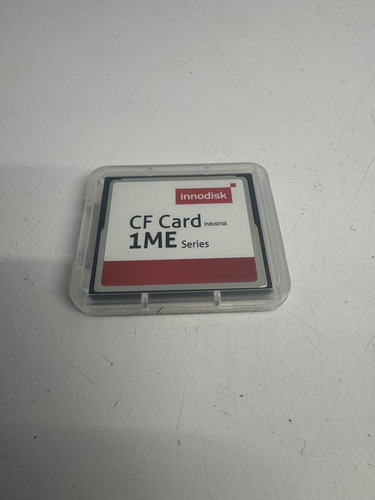 innodisk
CF Card Industrial
1ME Series